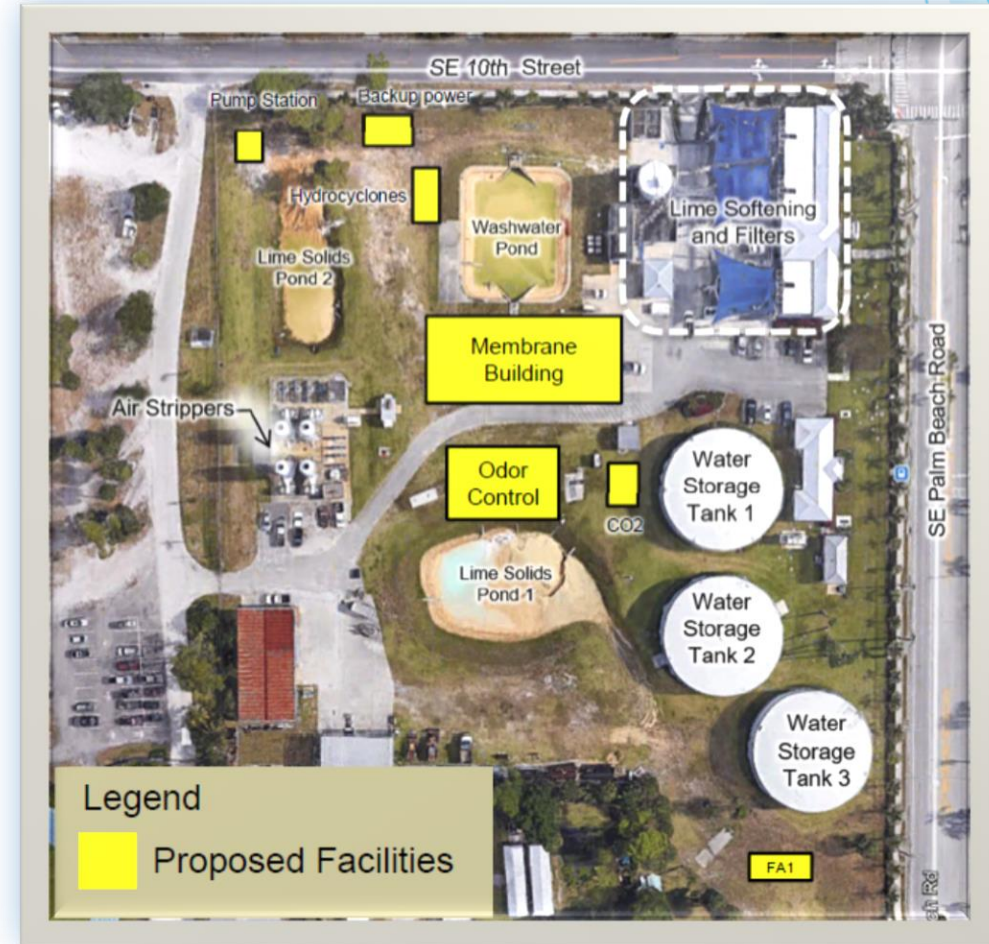 SE 10th Street
Pump Station
Backup power
Hydrocyclones
Washwater
Pond
Lime Softening
and Filters
Lime Solids
Pond 2
Membrane
Building
Air Strippers
Odor
Control
CO2
Water
Storage
Tank 1
SE Palm Beach Road
Lime Solids
Pond 1
Water
Storage
Tank 2
Water
Storage
Tank 3
Legend
Proposed Facilities
FA1
ch Rd